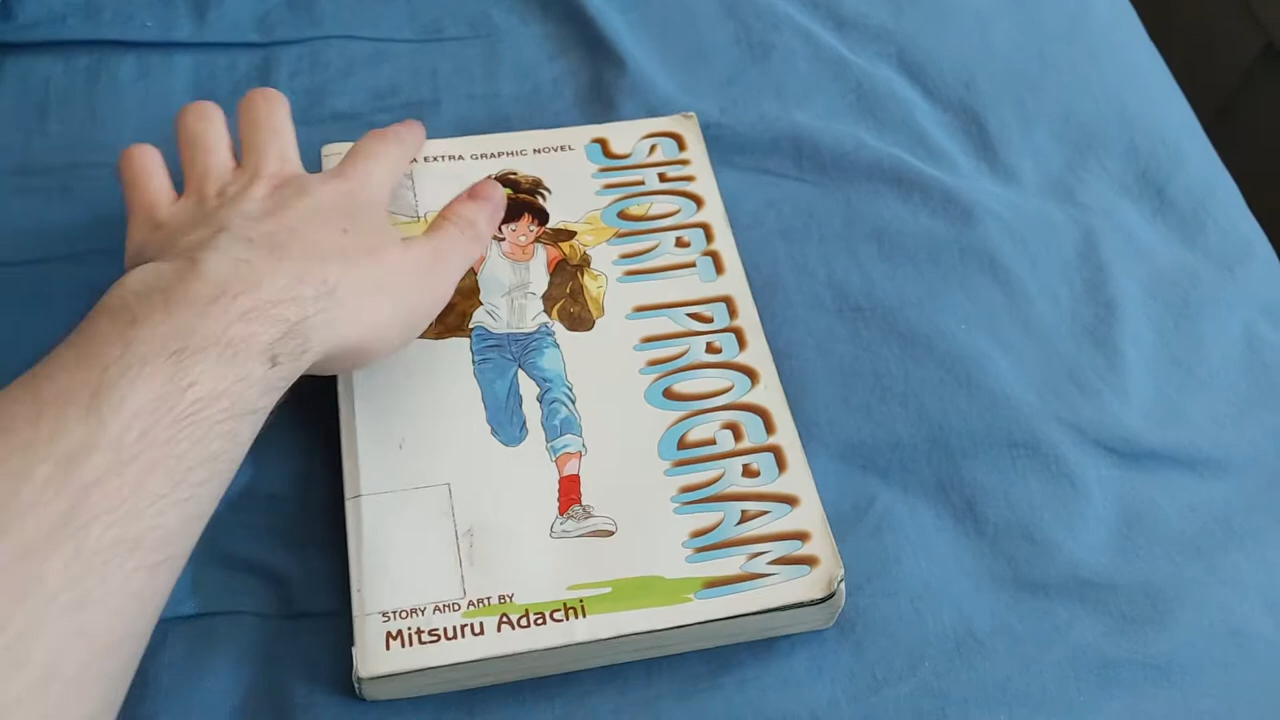 EXTRA GRAPHIC NOVEL
SHORT PROGRAM
STORY AND ART BY
Mitsuru Adachi